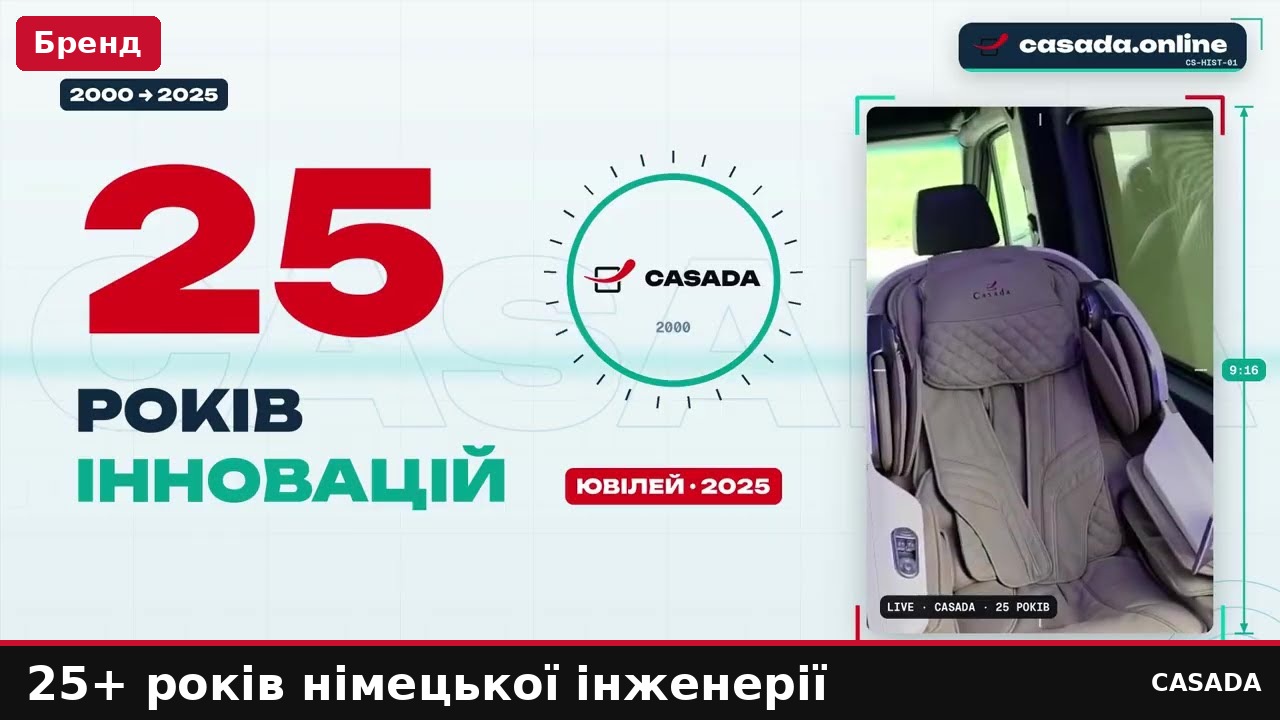 Бренд
2000 → 2025
casada.online
CS-HIST-01
25
РОКІВ
ІННОВАЦІЙ
CASADA
2000
ЮВІЛЕЙ · 2025
Casada
9:16
LIVE · CASADA · 25 РОКІВ
25+ років німецької інженерії
CASADA